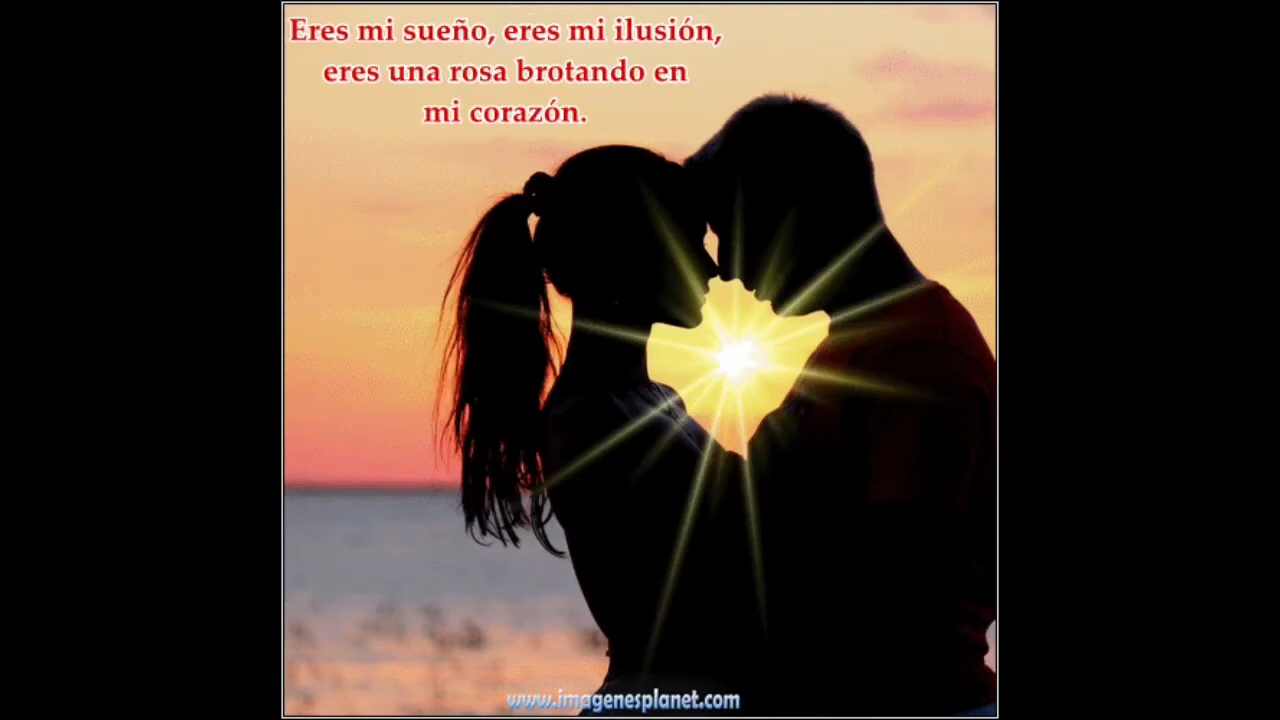 Eres mi sueño, eres mi ilusión,
eres una rosa brotando en
mi corazón.
www.imagenesplanet.com